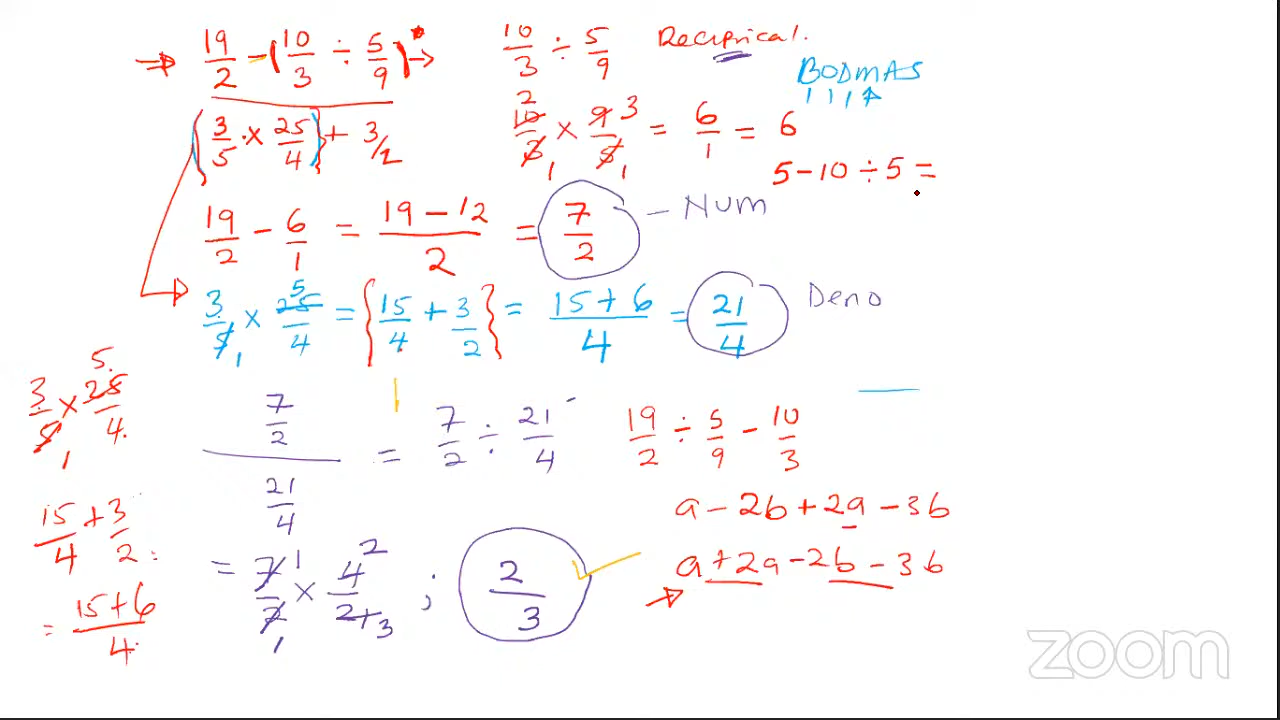 → 19/2 - (10/3 ÷ 5/9) →
{3/5 · × 25/4} + 3/2
10/3 ÷ 5/9
Reciprical.
BODMAS
2
10/3 1 × 9/5 1 3 = 6/1 = 6
5 - 10 ÷ 5 =
19/2 - 6/1 = 19 - 12/2 = 7/2 - Num
3/5 1 × 25/4 5 = {15/4 + 3/2} = 15 + 6/4 = 21/4 Deno
5.
3/5 1 × 25/4
15/4 + 3/2
= 15 + 6/4
7/2
21/4
= 7/2 ÷ 21/4
= 7/2 1 1 × 4/21 2 3 ; 2/3
19/2 ÷ 5/9 - 10/3
a - 2b + 2a - 3b
→ a + 2a - 2b - 3b
zoom